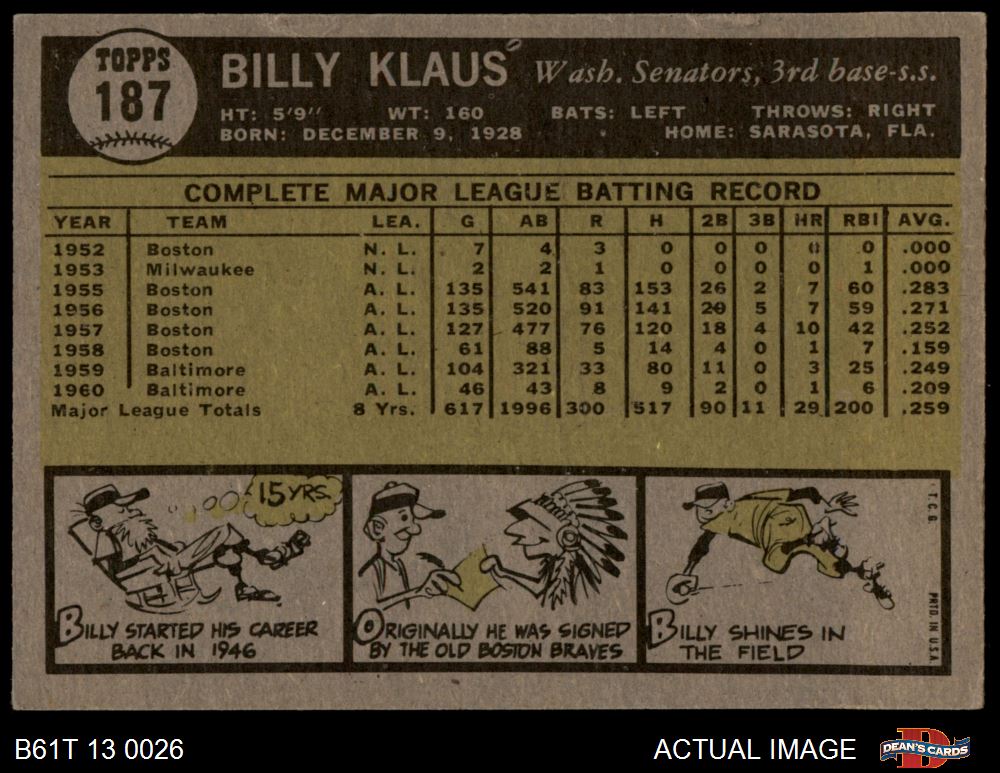 TOPPS
187
BILLY KLAUS Wash. Senators, 3rd base-s.s.
HT: 5'9" WT: 160 BATS: LEFT THROWS: RIGHT
BORN: DECEMBER 9, 1928 HOME: SARASOTA, FLA.
COMPLETE MAJOR LEAGUE BATTING RECORD
YEAR TEAM LEA. G AB R H 2B 3B HR RBI AVG.
1952 Boston N. L. 7 4 3 0 0 0 0 0 .000
1953 Milwaukee N. L. 2 2 1 0 0 0 0 1 .000
1955 Boston A. L. 135 541 83 153 26 2 7 60 .283
1956 Boston A. L. 135 520 91 141 29 5 7 59 .271
1957 Boston A. L. 127 477 76 120 18 4 10 42 .252
1958 Boston A. L. 61 88 5 14 4 0 1 7 .159
1959 Baltimore A. L. 104 321 33 80 11 0 3 25 .249
1960 Baltimore A. L. 46 43 8 9 2 0 1 6 .209
Major League Totals 8 Yrs. 617 1996 300 517 90 11 29 200 .259
15 YRS.
BILLY STARTED HIS CAREER
BACK IN 1946
ORIGINALLY HE WAS SIGNED
BY THE OLD BOSTON BRAVES
BILLY SHINES IN
THE FIELD
T.C.G.
PRTD. IN U.S.A.
B61T 13 0026 ACTUAL IMAGE
DEAN'S CARDS